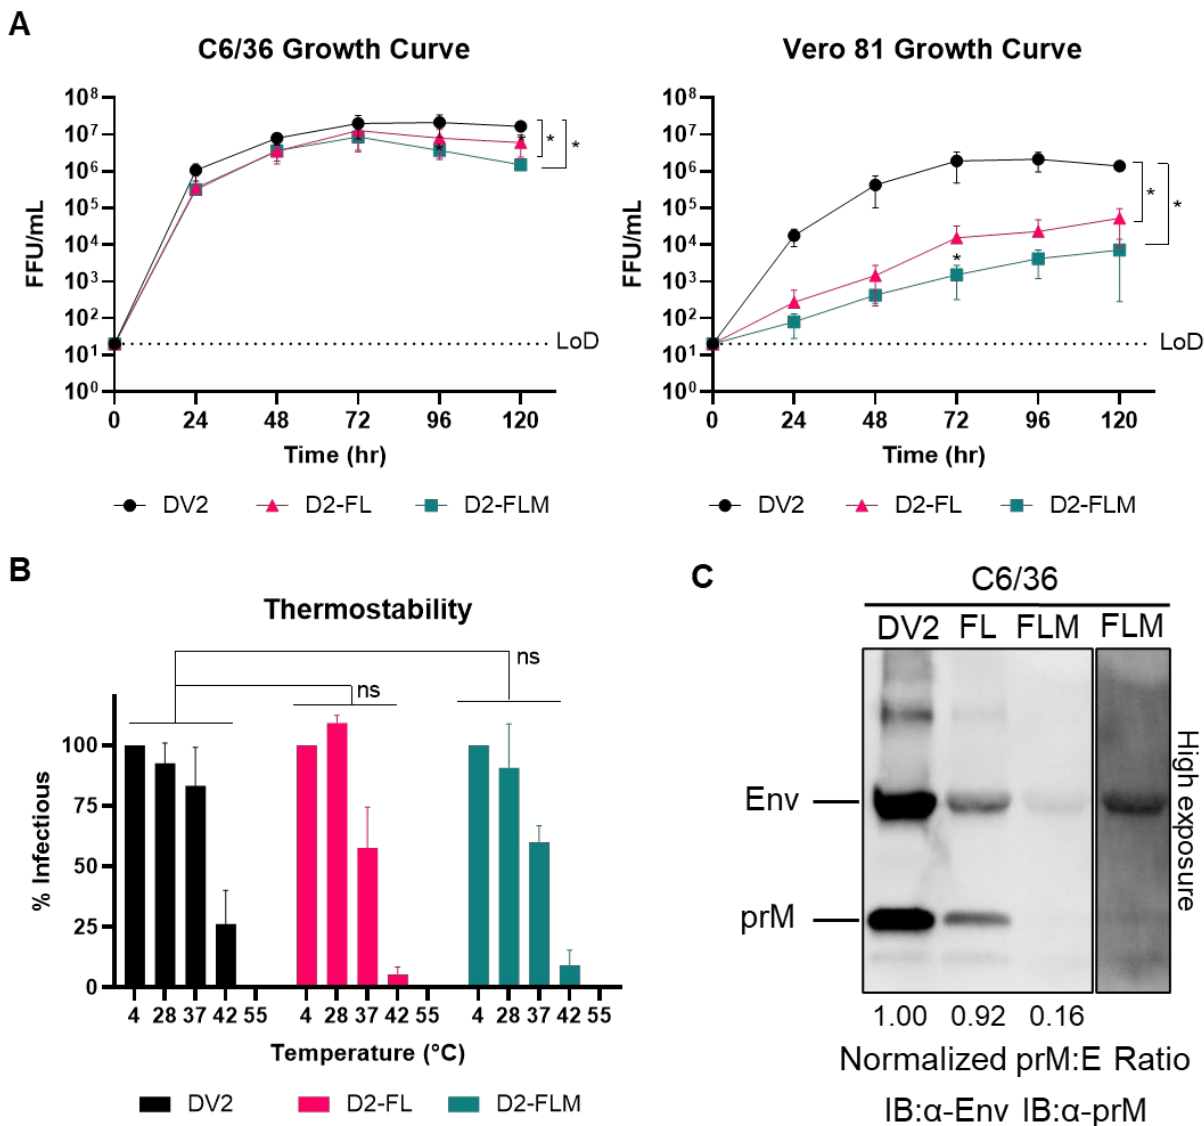 A
C6/36 Growth Curve
10⁸
10⁷
10⁶
10⁵
10⁴
10³
10²
10¹
10⁰
FFU/mL
* *
*
*
LoD
0 24 48 72 96 120
Time (hr)
DV2 D2-FL D2-FLM
Vero 81 Growth Curve
10⁸
10⁷
10⁶
10⁵
10⁴
10³
10²
10¹
10⁰
FFU/mL
*
*
*
LoD
0 24 48 72 96 120
Time (hr)
DV2 D2-FL D2-FLM
B
Thermostability
ns
ns
% Infectious
100
75
50
25
0
4 28 37 42 55 4 28 37 42 55 4 28 37 42 55
Temperature (°C)
DV2 D2-FL D2-FLM
C
C6/36
DV2 FL FLM FLM
Env
prM
High exposure
1.00 0.92 0.16
Normalized prM:E Ratio
IB:α-Env IB:α-prM